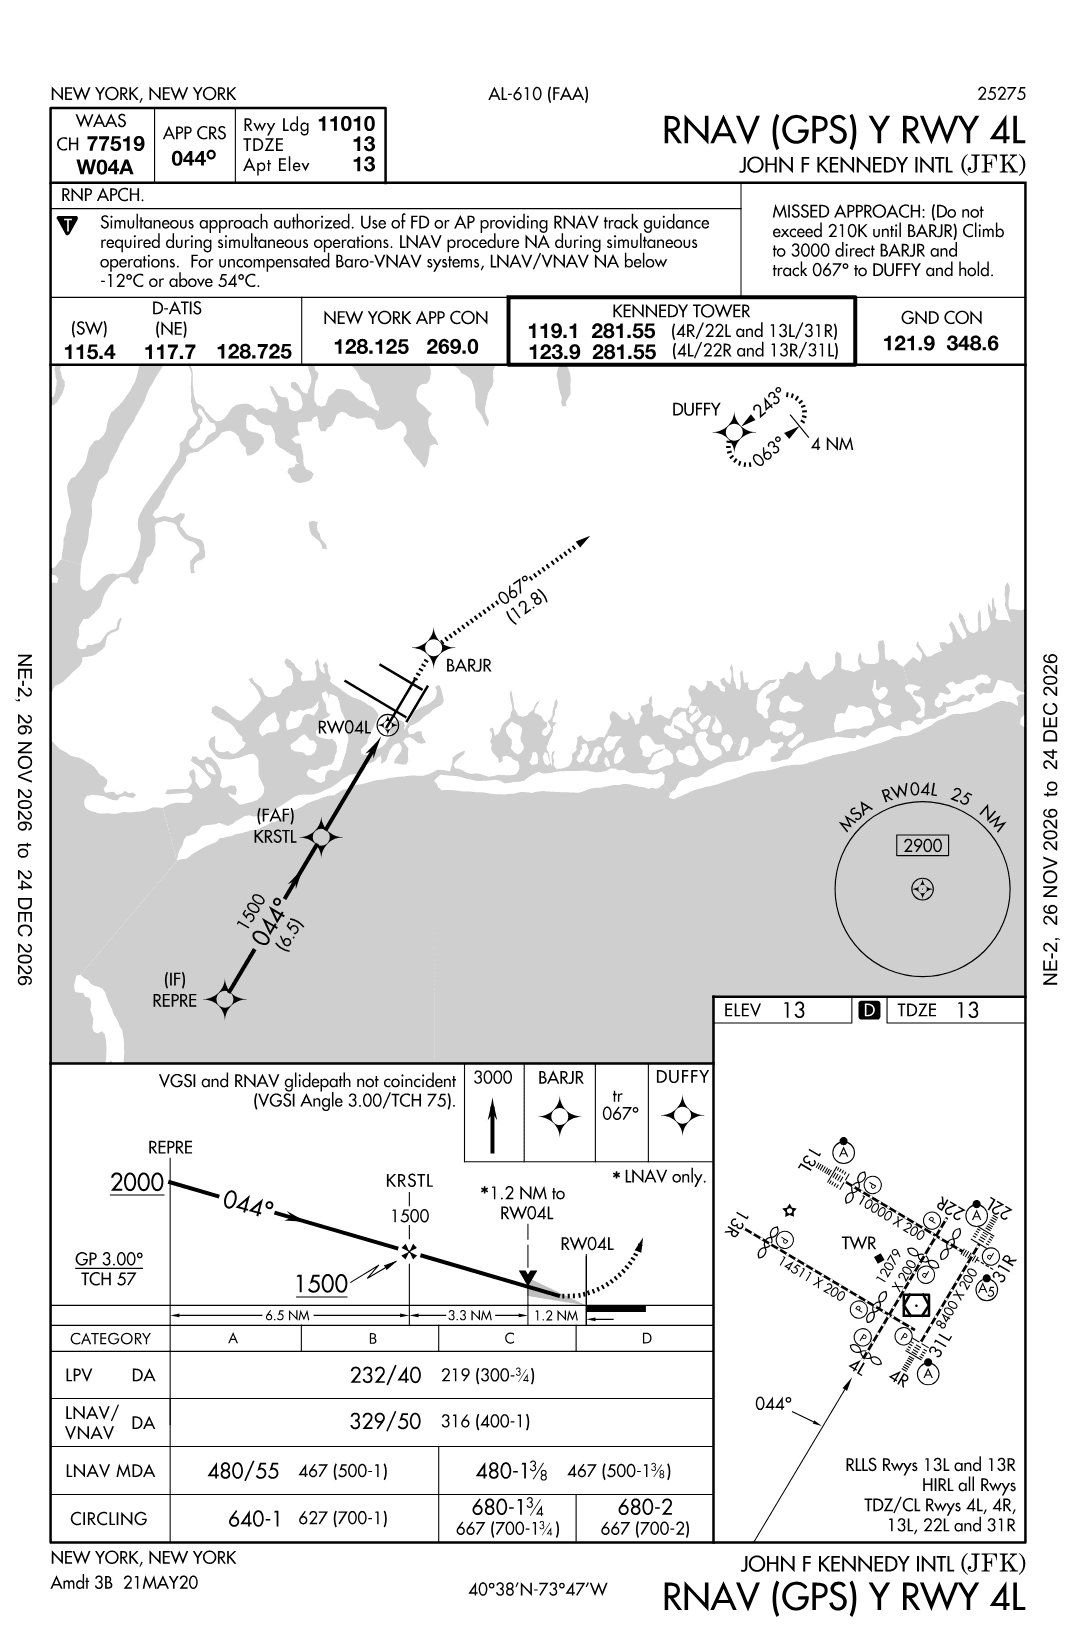 NEW YORK, NEW YORK
AL-610 (FAA)
25275
WAAS
CH 77519
W04A
APP CRS
044°
Rwy Ldg 11010
TDZE 13
Apt Elev 13
RNAV (GPS) Y RWY 4L
JOHN F KENNEDY INTL (JFK)
RNP APCH.
T
Simultaneous approach authorized. Use of FD or AP providing RNAV track guidance
required during simultaneous operations. LNAV procedure NA during simultaneous
operations. For uncompensated Baro-VNAV systems, LNAV/VNAV NA below
-12°C or above 54°C.
MISSED APPROACH: (Do not
exceed 210K until BARJR) Climb
to 3000 direct BARJR and
track 067° to DUFFY and hold.
D-ATIS
(SW) (NE)
115.4 117.7 128.725
NEW YORK APP CON
128.125 269.0
KENNEDY TOWER
119.1 281.55 (4R/22L and 13L/31R)
123.9 281.55 (4L/22R and 13R/31L)
GND CON
121.9 348.6
DUFFY
243°
063°
4 NM
067°
(12.8)
BARJR
RW04L
(FAF)
KRSTL
1500
044°
(6.5)
(IF)
REPRE
MSA RW04L 25 NM
2900
NE-2, 26 NOV 2026 to 24 DEC 2026
NE-2, 26 NOV 2026 to 24 DEC 2026
ELEV 13
D
TDZE 13
VGSI and RNAV glidepath not coincident
(VGSI Angle 3.00/TCH 75).
3000
BARJR
tr
067°
DUFFY
REPRE
2000
044°
KRSTL
1500
1500
*1.2 NM to
RW04L
* LNAV only.
RW04L
GP 3.00°
TCH 57
6.5 NM
3.3 NM
1.2 NM
CATEGORY A B C D
LPV DA 232/40 219 (300-¾)
LNAV/
VNAV DA 329/50 316 (400-1)
LNAV MDA 480/55 467 (500-1) 480-1⅜ 467 (500-1⅜)
CIRCLING 640-1 627 (700-1) 680-1¾ 667 (700-1¾) 680-2 667 (700-2)
13L
A
P
10000 X 200
13R
P
14511 X 200
TWR
12079 X 200
P
22R
A
22L
P
31R
A5
P
8400 X 200
P
P
P
31L
4L
4R
A
044°
RLLS Rwys 13L and 13R
HIRL all Rwys
TDZ/CL Rwys 4L, 4R,
13L, 22L and 31R
NEW YORK, NEW YORK
Amdt 3B 21MAY20
40°38'N-73°47'W
JOHN F KENNEDY INTL (JFK)
RNAV (GPS) Y RWY 4L